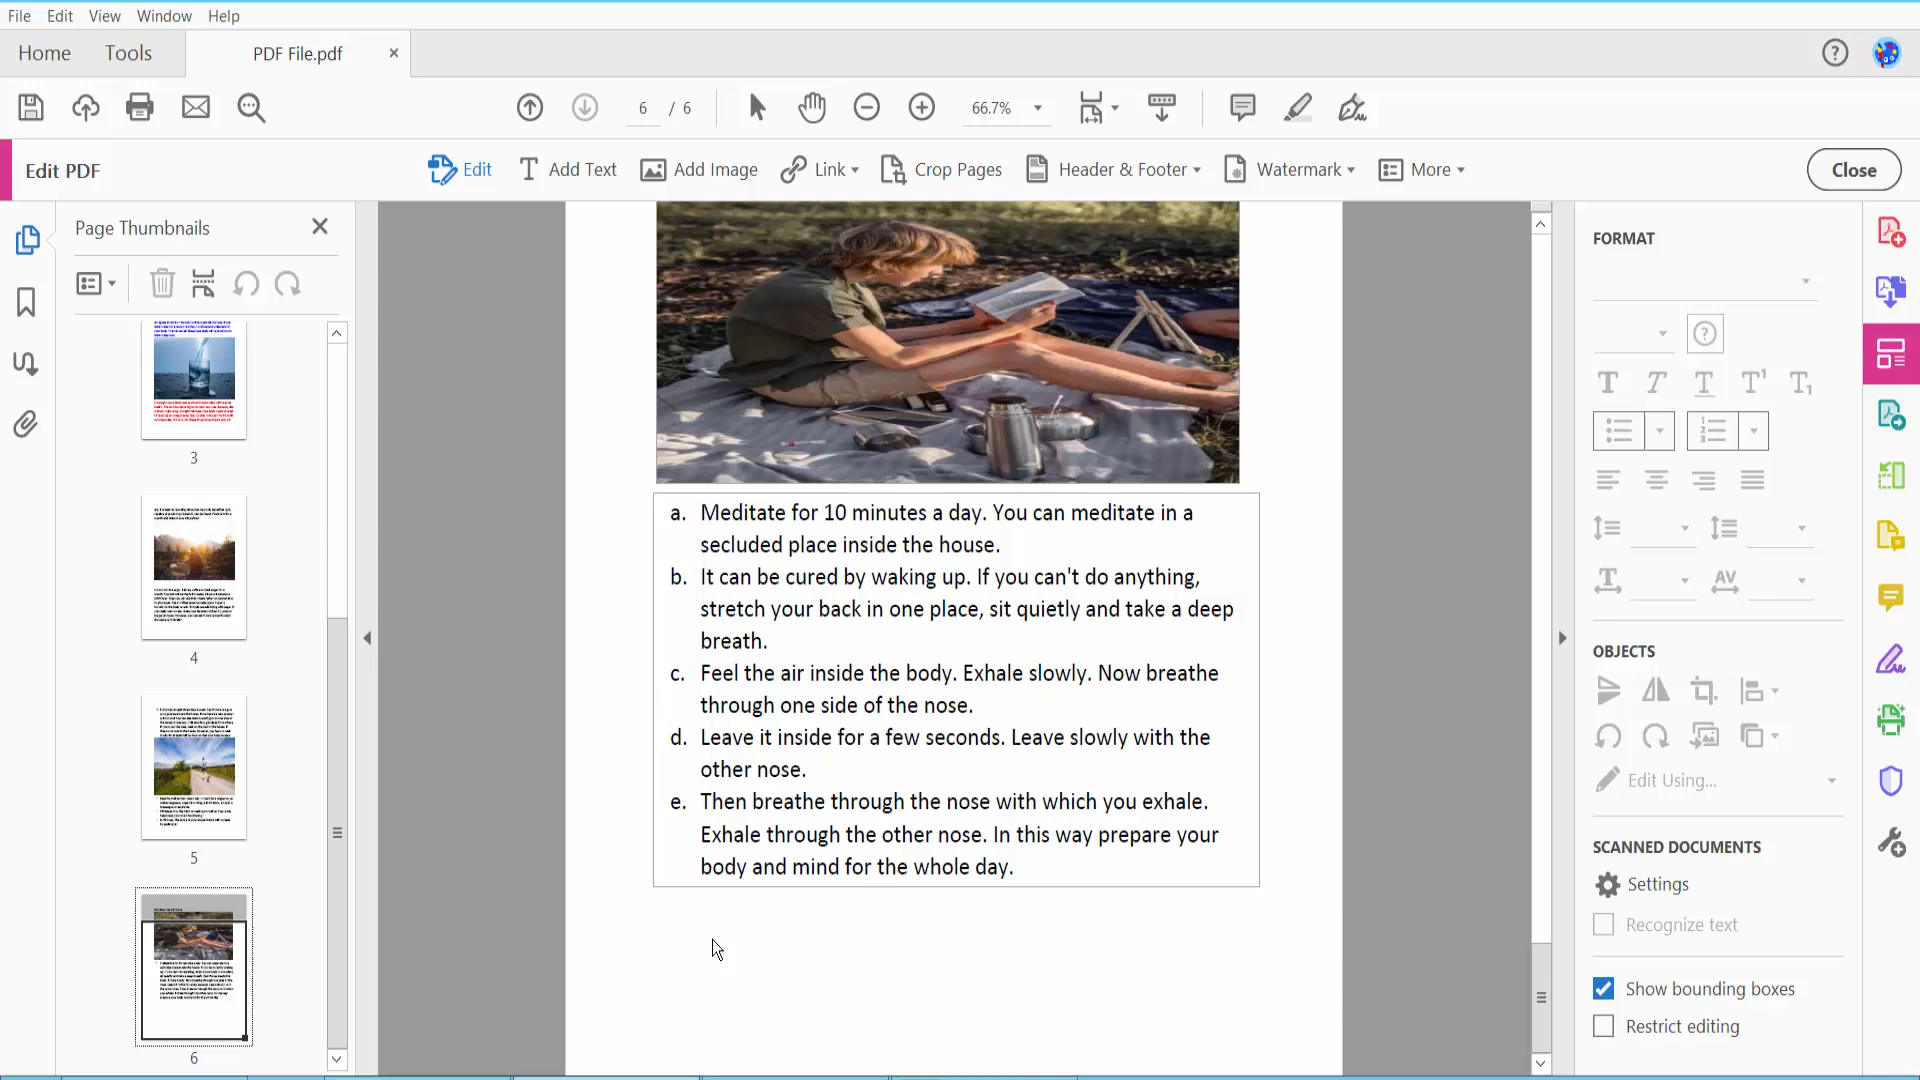 File Edit View Window Help
Home Tools PDF File.pdf ×
6 / 6 66.7%
Edit PDF Edit Add Text Add Image Link Crop Pages Header & Footer Watermark More Close
Page Thumbnails
3
4
5
6
a. Meditate for 10 minutes a day. You can meditate in a
secluded place inside the house.
b. It can be cured by waking up. If you can't do anything,
stretch your back in one place, sit quietly and take a deep
breath.
c. Feel the air inside the body. Exhale slowly. Now breathe
through one side of the nose.
d. Leave it inside for a few seconds. Leave slowly with the
other nose.
e. Then breathe through the nose with which you exhale.
Exhale through the other nose. In this way prepare your
body and mind for the whole day.
FORMAT
OBJECTS
Edit Using...
SCANNED DOCUMENTS
Settings
Recognize text
Show bounding boxes
Restrict editing